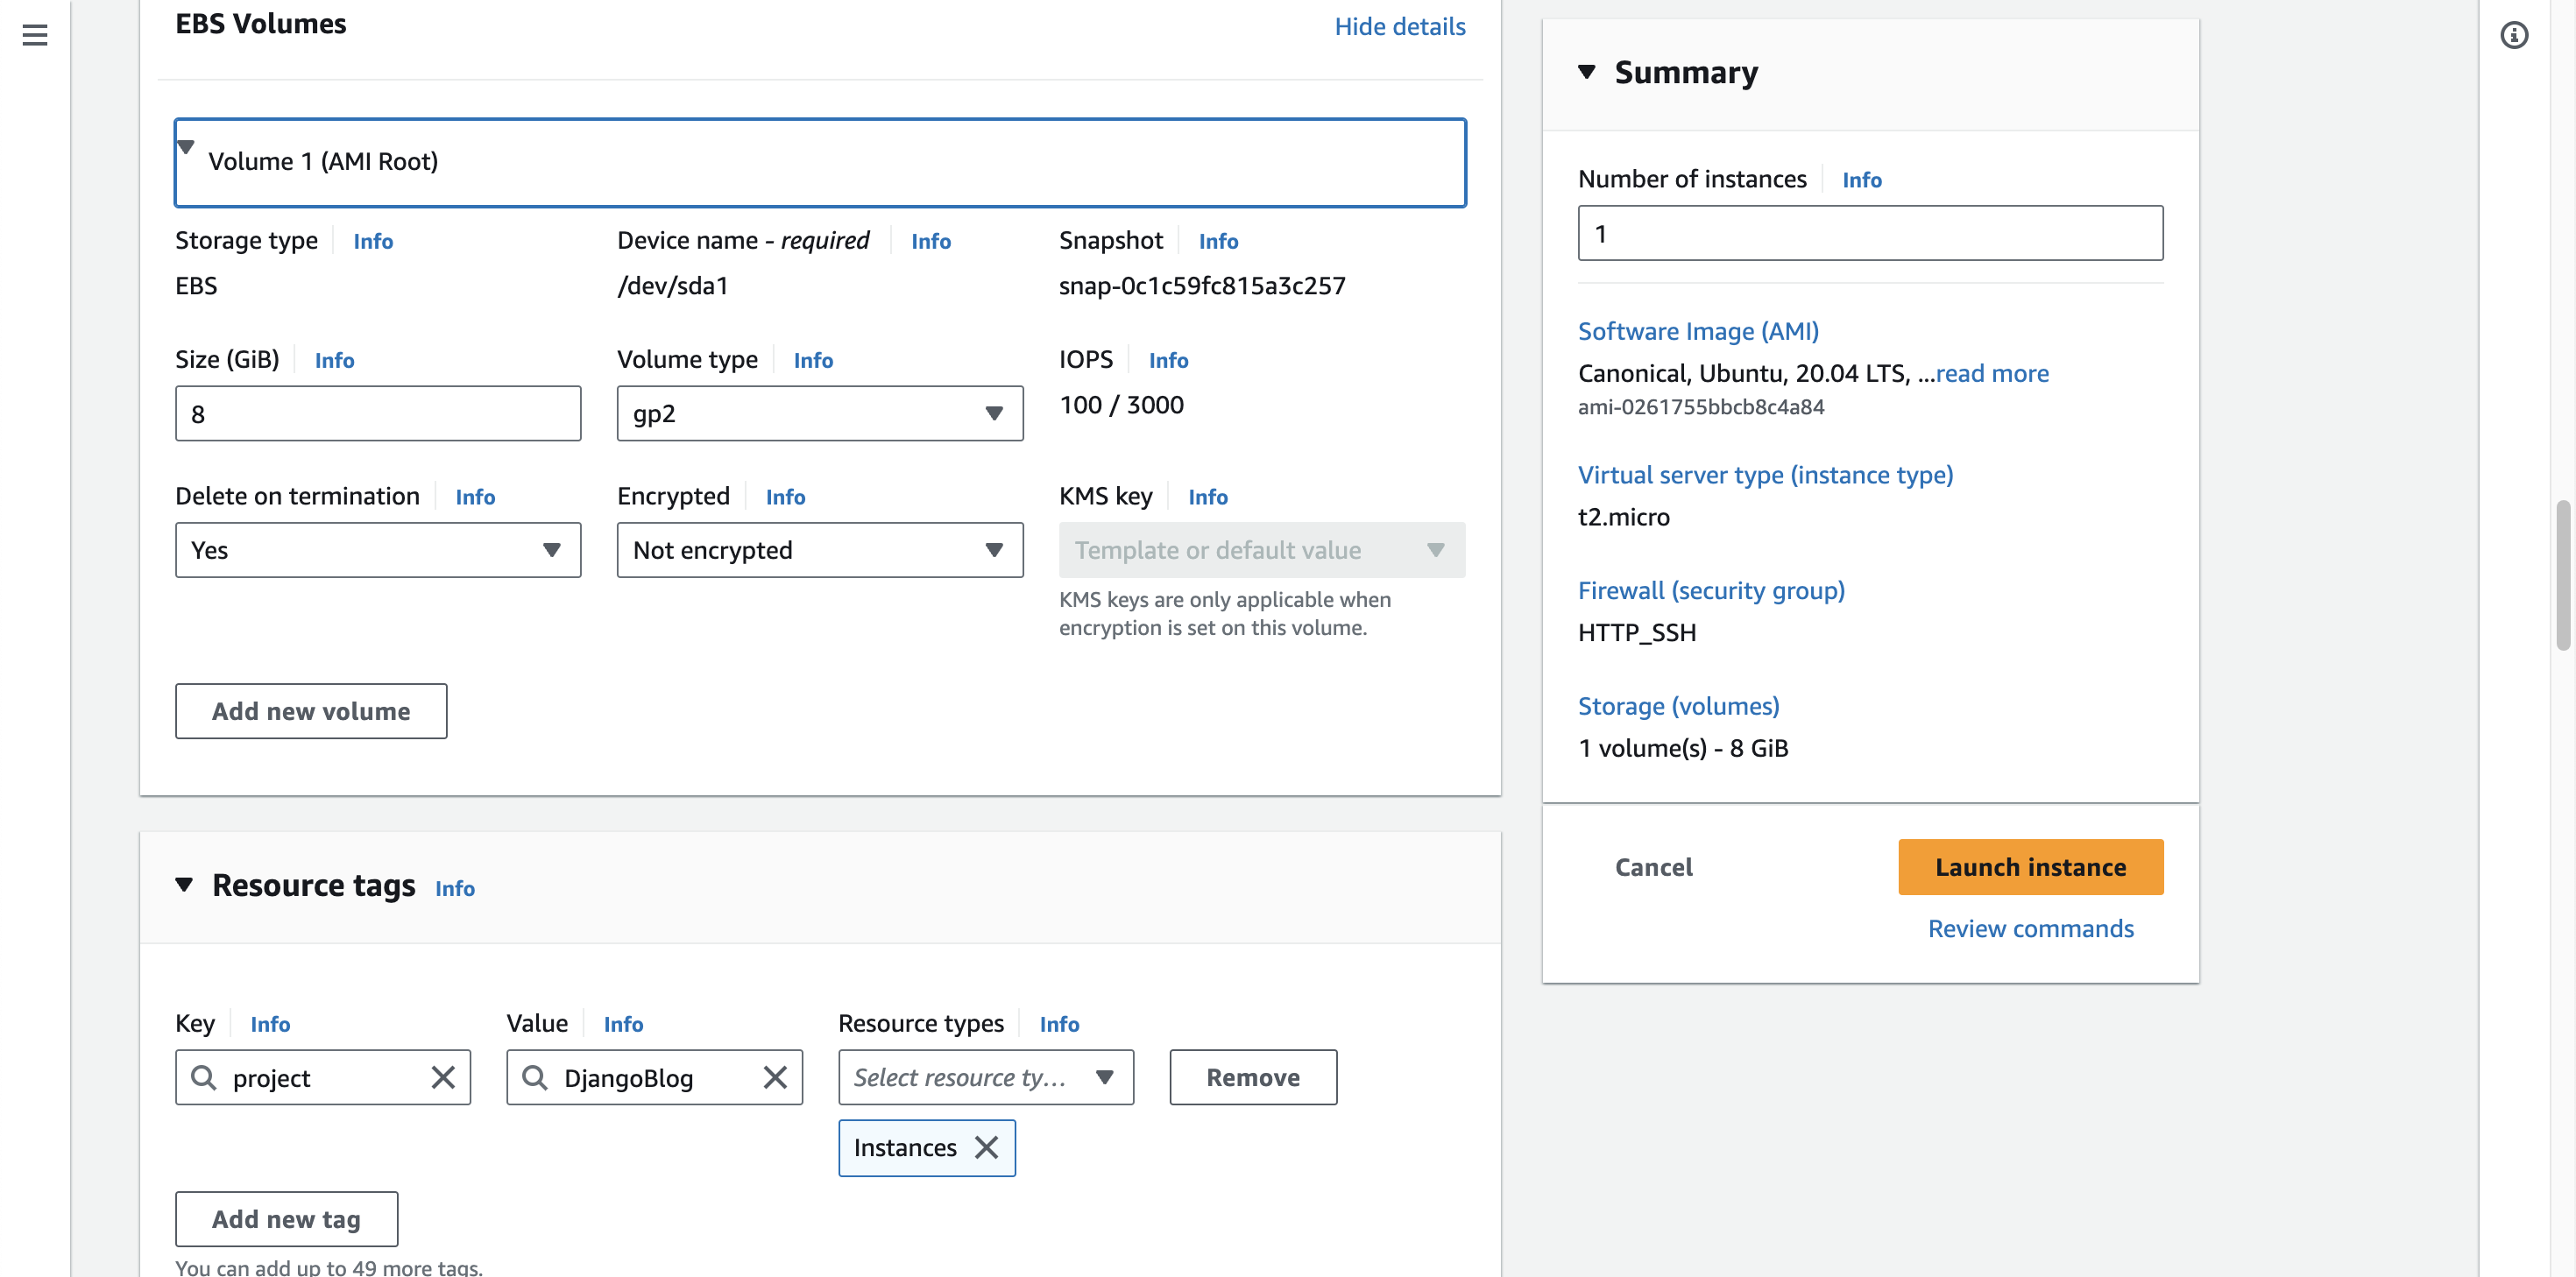 EBS Volumes
Hide details
Volume 1 (AMI Root)
Storage type Info
Device name - required Info
Snapshot Info
EBS
/dev/sda1
snap-0c1c59fc815a3c257
Size (GiB) Info
Volume type Info
IOPS Info
8
gp2
100 / 3000
Delete on termination Info
Encrypted Info
KMS key Info
Yes
Not encrypted
Template or default value
KMS keys are only applicable when
encryption is set on this volume.
Add new volume
Resource tags Info
Key Info
Value Info
Resource types Info
project
DjangoBlog
Select resource ty...
Remove
Instances
Add new tag
You can add up to 49 more tags.
Summary
Number of instances Info
1
Software Image (AMI)
Canonical, Ubuntu, 20.04 LTS, ...read more
ami-0261755bbcb8c4a84
Virtual server type (instance type)
t2.micro
Firewall (security group)
HTTP_SSH
Storage (volumes)
1 volume(s) - 8 GiB
Cancel
Launch instance
Review commands